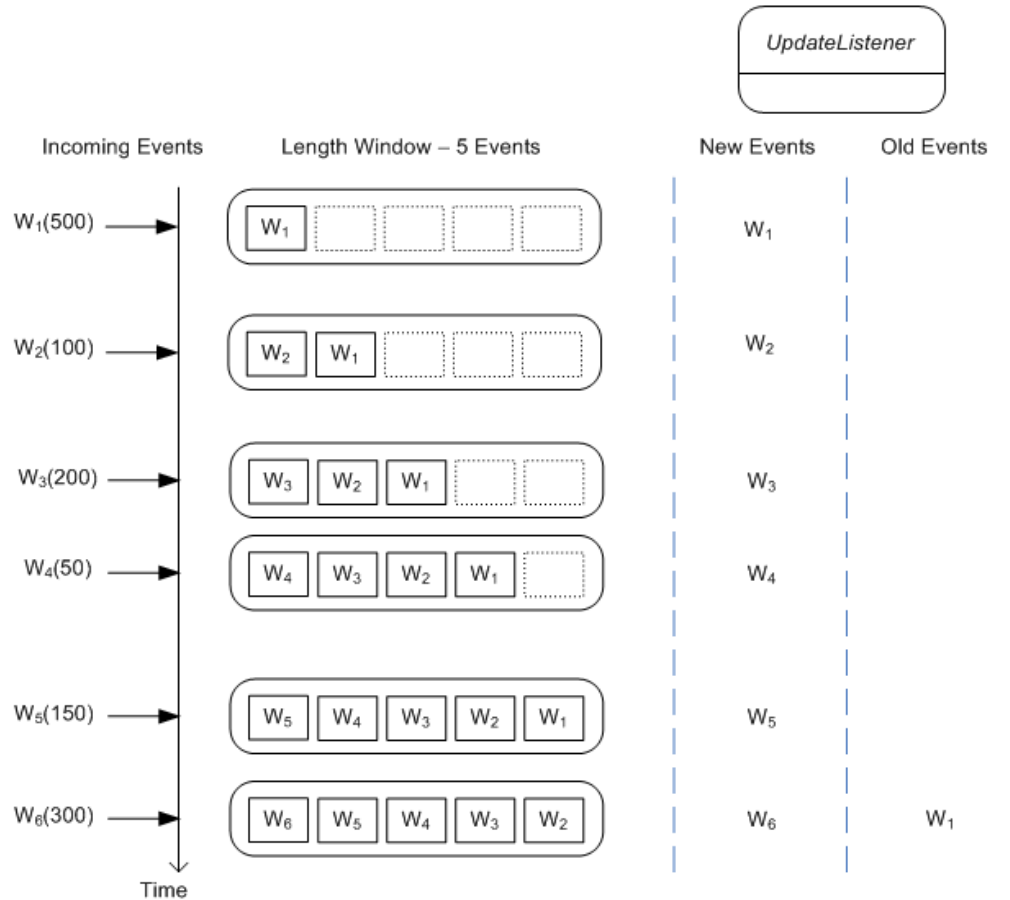 UpdateListener
Incoming Events Length Window – 5 Events New Events Old Events
W₁(500) W₁ W₁
W₂(100) W₂ W₁ W₂
W₃(200) W₃ W₂ W₁ W₃
W₄(50) W₄ W₃ W₂ W₁ W₄
W₅(150) W₅ W₄ W₃ W₂ W₁ W₅
W₆(300) W₆ W₅ W₄ W₃ W₂ W₆ W₁
Time